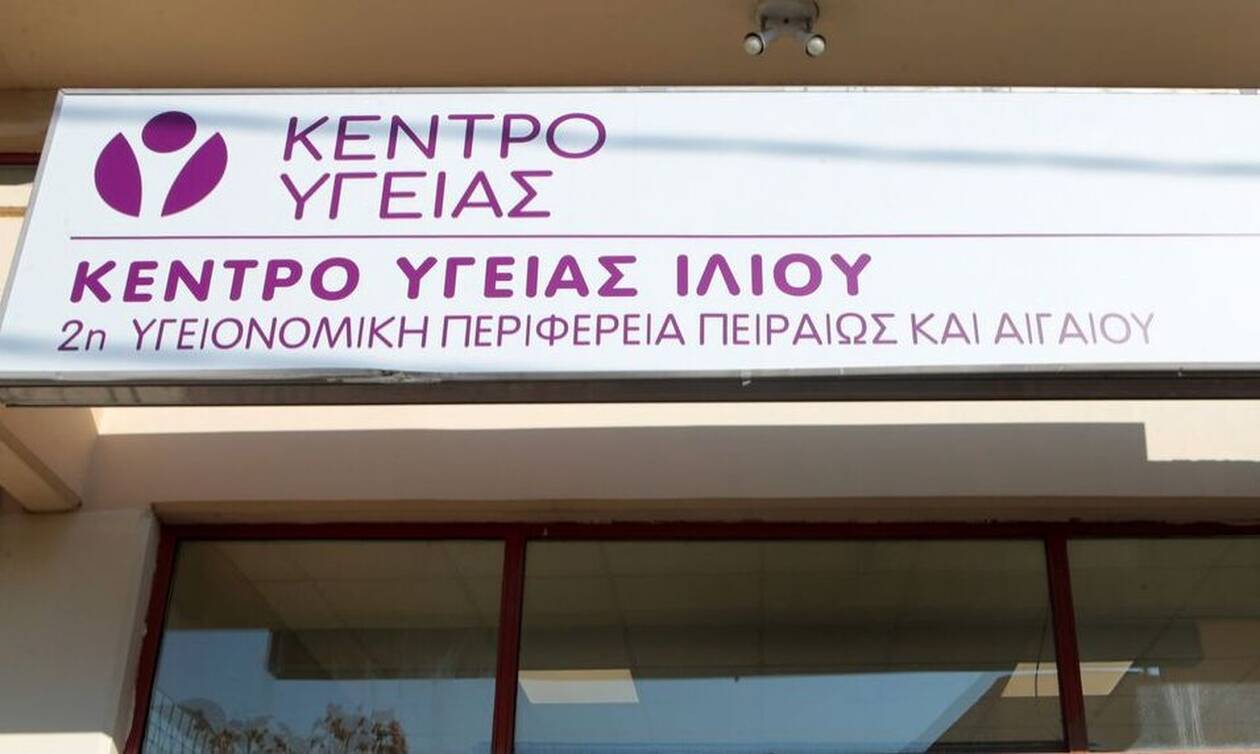 ΚΕΝΤΡΟ
ΥΓΕΙΑΣ
ΚΕΝΤΡΟ ΥΓΕΙΑΣ ΙΛΙΟΥ
2η ΥΓΕΙΟΝΟΜΙΚΗ ΠΕΡΙΦΕΡΕΙΑ ΠΕΙΡΑΙΩΣ ΚΑΙ ΑΙΓΑΙΟΥ